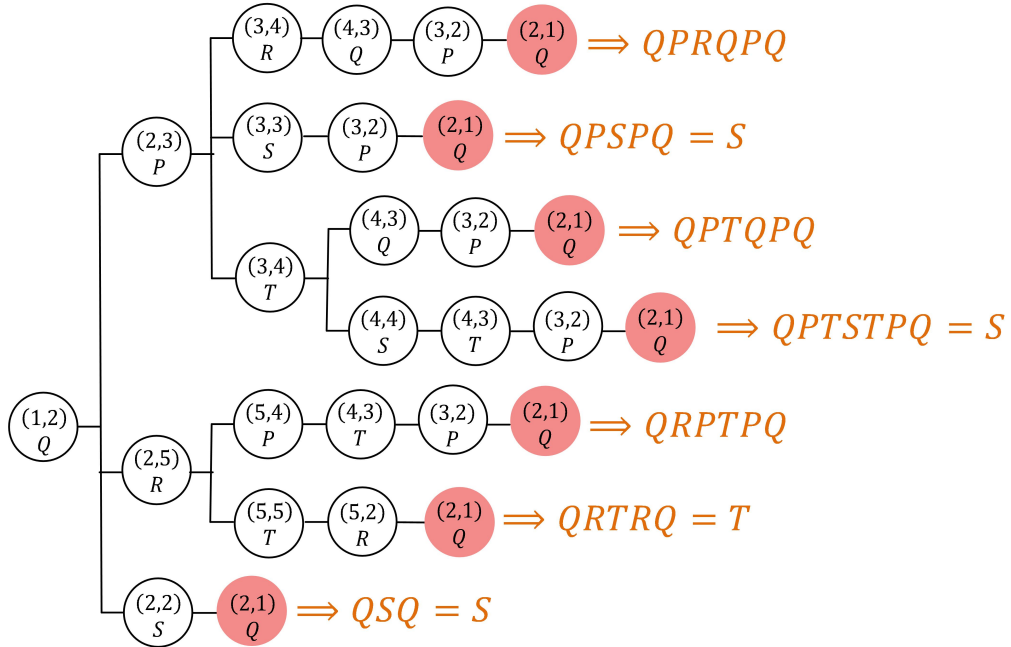 (3,4) (4,3) (3,2) (2,1) ⟹ QPRQPQ
R Q P Q
(2,3) (3,3) (3,2) (2,1) ⟹ QPSPQ = S
P S P Q
(4,3) (3,2) (2,1) ⟹ QPTQPQ
Q P Q
(3,4)
T
(4,4) (4,3) (3,2) (2,1) ⟹ QPTSTPQ = S
S T P Q
(1,2)
Q
(5,4) (4,3) (3,2) (2,1) ⟹ QRPTPQ
P T P Q
(2,5)
R
(5,5) (5,2) (2,1) ⟹ QRTRQ = T
T R Q
(2,2) (2,1) ⟹ QSQ = S
S Q